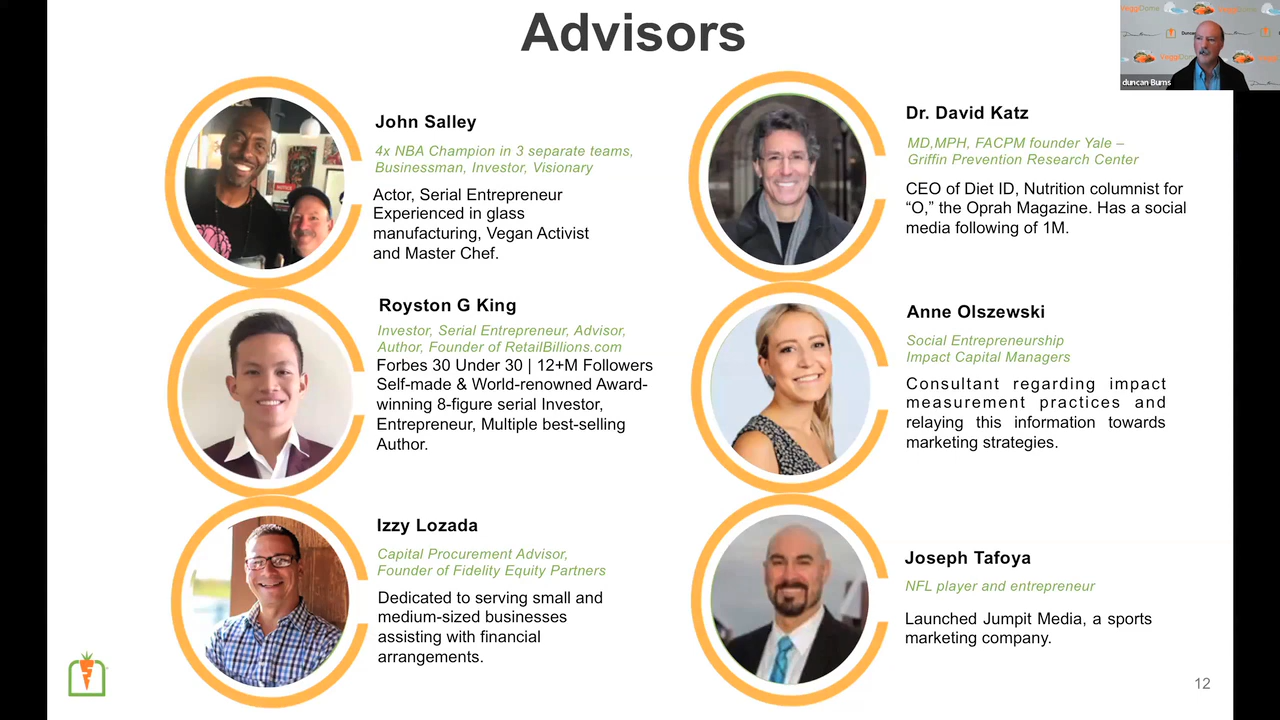 Advisors
VeggiDome
duncan Burns
John Salley
4x NBA Champion in 3 separate teams,
Businessman, Investor, Visionary
Actor, Serial Entrepreneur
Experienced in glass
manufacturing, Vegan Activist
and Master Chef.
Dr. David Katz
MD,MPH, FACPM founder Yale –
Griffin Prevention Research Center
CEO of Diet ID, Nutrition columnist for
“O,” the Oprah Magazine. Has a social
media following of 1M.
Royston G King
Investor, Serial Entrepreneur, Advisor,
Author, Founder of RetailBillions.com
Forbes 30 Under 30 | 12+M Followers
Self-made & World-renowned Award-
winning 8-figure serial Investor,
Entrepreneur, Multiple best-selling
Author.
Anne Olszewski
Social Entrepreneurship
Impact Capital Managers
Consultant regarding impact
measurement practices and
relaying this information towards
marketing strategies.
Izzy Lozada
Capital Procurement Advisor,
Founder of Fidelity Equity Partners
Dedicated to serving small and
medium-sized businesses
assisting with financial
arrangements.
Joseph Tafoya
NFL player and entrepreneur
Launched Jumpit Media, a sports
marketing company.
12